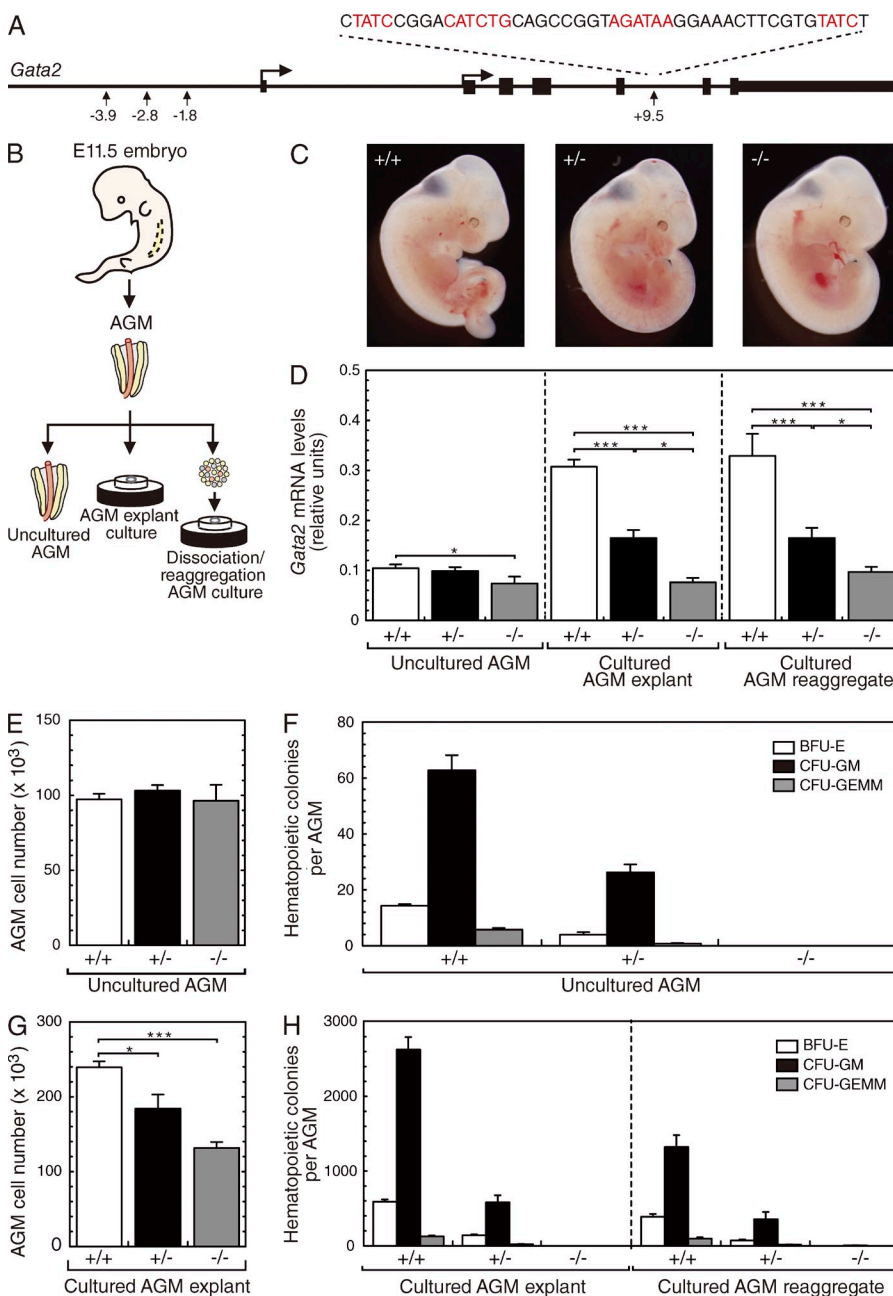 A
CTATCCGGACATCTGCAGCCGGTAGATAAGGAAACTTCGTGTATCT
Gata2
-3.9
-2.8
-1.8
+9.5
B
E11.5 embryo
AGM
Uncultured
AGM
AGM explant
culture
Dissociation/
reaggregation
AGM culture
C
+/+
+/-
-/-
D
Gata2 mRNA levels
(relative units)
0.5
0.4
0.3
0.2
0.1
0
*
***
***
*
***
***
*
+/+ +/- -/- +/+ +/- -/- +/+ +/- -/-
Uncultured AGM
Cultured
AGM explant
Cultured
AGM reaggregate
E
AGM cell number (x 10³)
150
100
50
0
+/+ +/- -/-
Uncultured AGM
F
Hematopoietic colonies
per AGM
80
60
40
20
0
BFU-E
CFU-GM
CFU-GEMM
+/+ +/- -/-
Uncultured AGM
G
AGM cell number (x 10³)
300
200
100
0
***
*
+/+ +/- -/-
Cultured AGM explant
H
Hematopoietic colonies
per AGM
3000
2000
1000
0
BFU-E
CFU-GM
CFU-GEMM
+/+ +/- -/- +/+ +/- -/-
Cultured AGM explant
Cultured AGM reaggregate